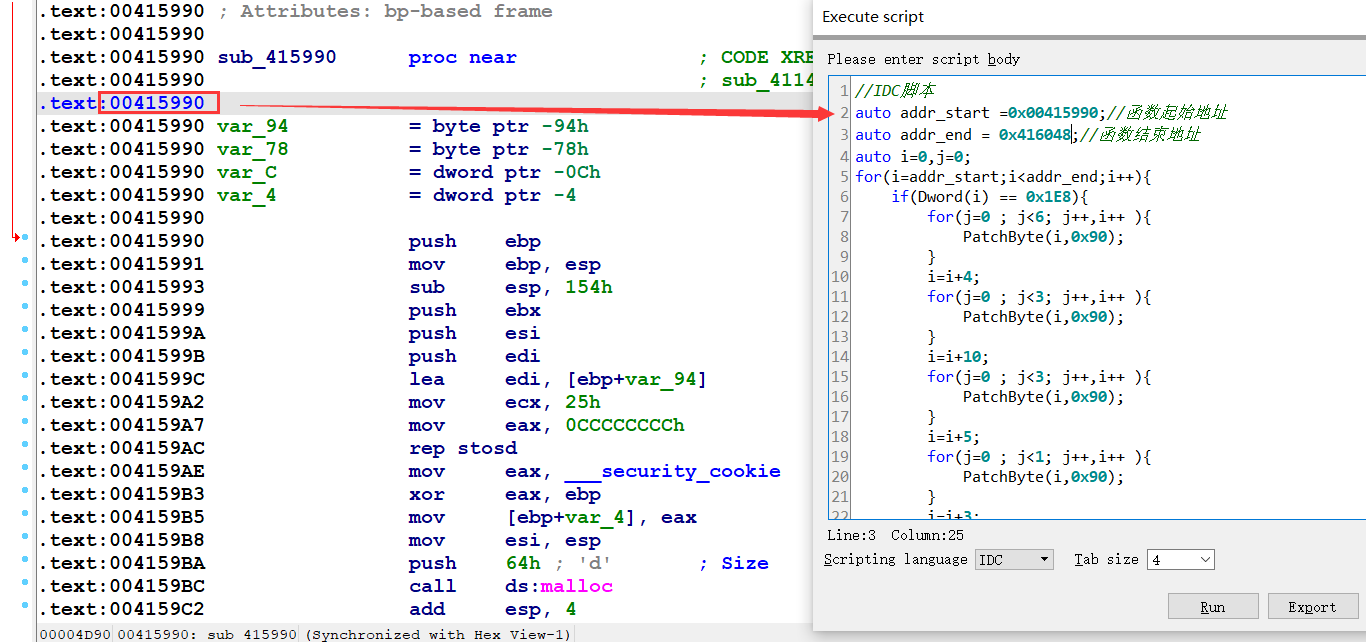 .text:00415990 ; Attributes: bp-based frame
.text:00415990
.text:00415990 sub_415990 proc near ; CODE XRE
.text:00415990 ; sub_4114
.text:00415990
.text:00415990 var_94 = byte ptr -94h
.text:00415990 var_78 = byte ptr -78h
.text:00415990 var_C = dword ptr -0Ch
.text:00415990 var_4 = dword ptr -4
.text:00415990
.text:00415990 push ebp
.text:00415991 mov ebp, esp
.text:00415993 sub esp, 154h
.text:00415999 push ebx
.text:0041599A push esi
.text:0041599B push edi
.text:0041599C lea edi, [ebp+var_94]
.text:004159A2 mov ecx, 25h
.text:004159A7 mov eax, 0CCCCCCCCh
.text:004159AC rep stosd
.text:004159AE mov eax, ___security_cookie
.text:004159B3 xor eax, ebp
.text:004159B5 mov [ebp+var_4], eax
.text:004159B8 mov esi, esp
.text:004159BA push 64h ; 'd' ; Size
.text:004159BC call ds:malloc
.text:004159C2 add esp, 4
00004D90 00415990: sub_415990 (Synchronized with Hex View-1)
Execute script
Please enter script body
1 //IDC脚本
2 auto addr_start =0x00415990;//函数起始地址
3 auto addr_end = 0x416048;//函数结束地址
4 auto i=0,j=0;
5 for(i=addr_start;i<addr_end;i++){
6 if(Dword(i) == 0x1E8){
7 for(j=0 ; j<6; j++,i++ ){
8 PatchByte(i,0x90);
9 }
10 i=i+4;
11 for(j=0 ; j<3; j++,i++ ){
12 PatchByte(i,0x90);
13 }
14 i=i+10;
15 for(j=0 ; j<3; j++,i++ ){
16 PatchByte(i,0x90);
17 }
18 i=i+5;
19 for(j=0 ; j<1; j++,i++ ){
20 PatchByte(i,0x90);
21 }
22 i=i+3;
Line:3 Column:25
Scripting language IDC Tab size 4
Run Export